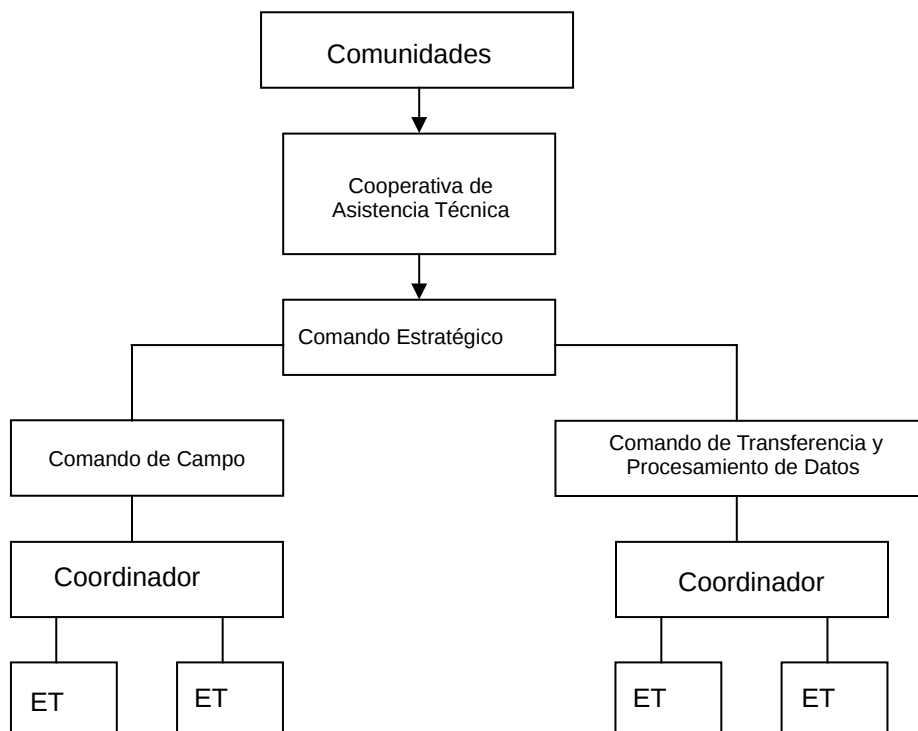 Comunidades
Cooperativa de
Asistencia Técnica
Comando Estratégico
Comando de Campo
Comando de Transferencia y
Procesamiento de Datos
Coordinador
Coordinador
ET
ET
ET
ET